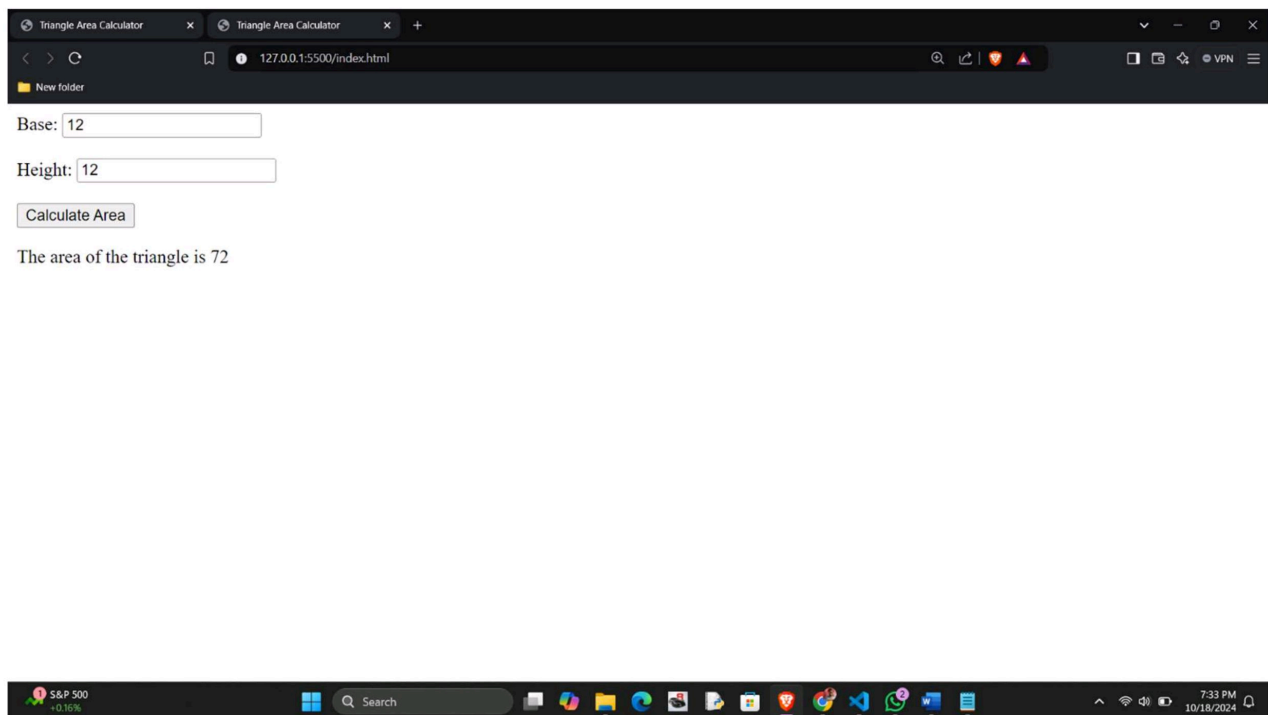 Triangle Area Calculator
Triangle Area Calculator
127.0.0.1:5500/index.html
VPN
New folder
Base: 12
Height: 12
Calculate Area
The area of the triangle is 72
1
S&P 500
+0.16%
Search
2
7:33 PM
10/18/2024